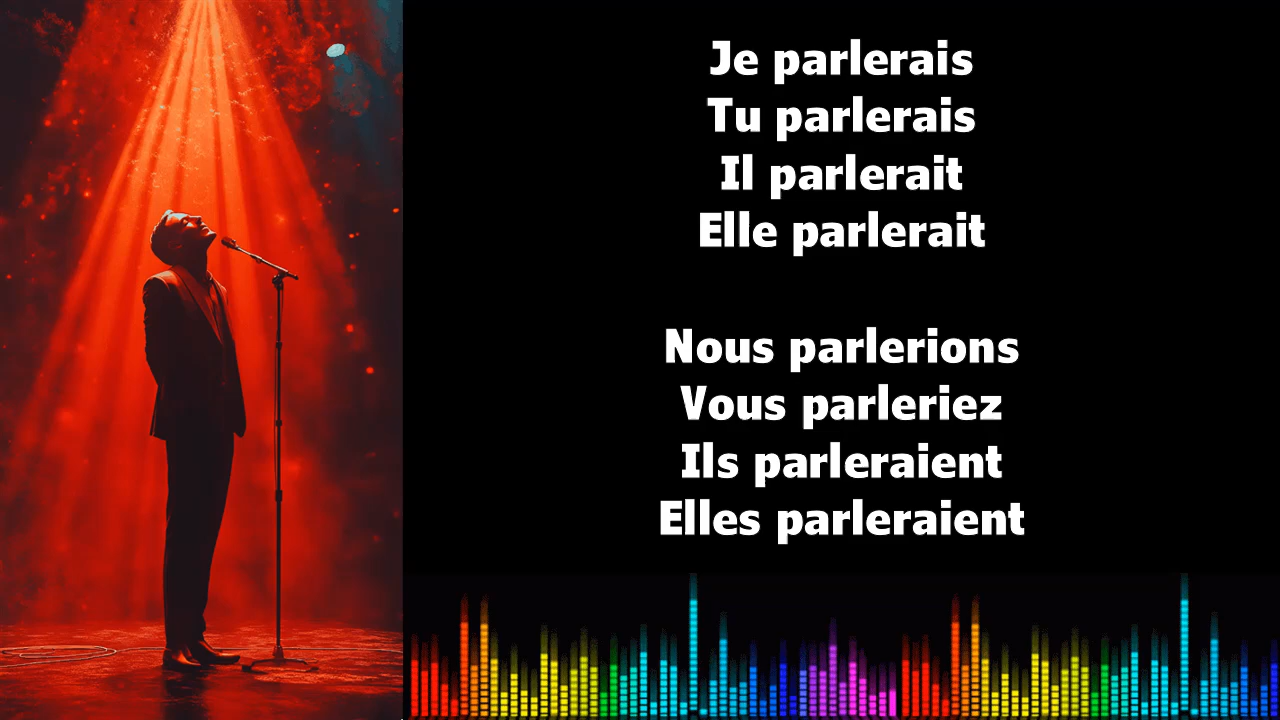 Je parlerais
Tu parlerais
Il parlerait
Elle parlerait
Nous parlerions
Vous parleriez
Ils parleraient
Elles parleraient